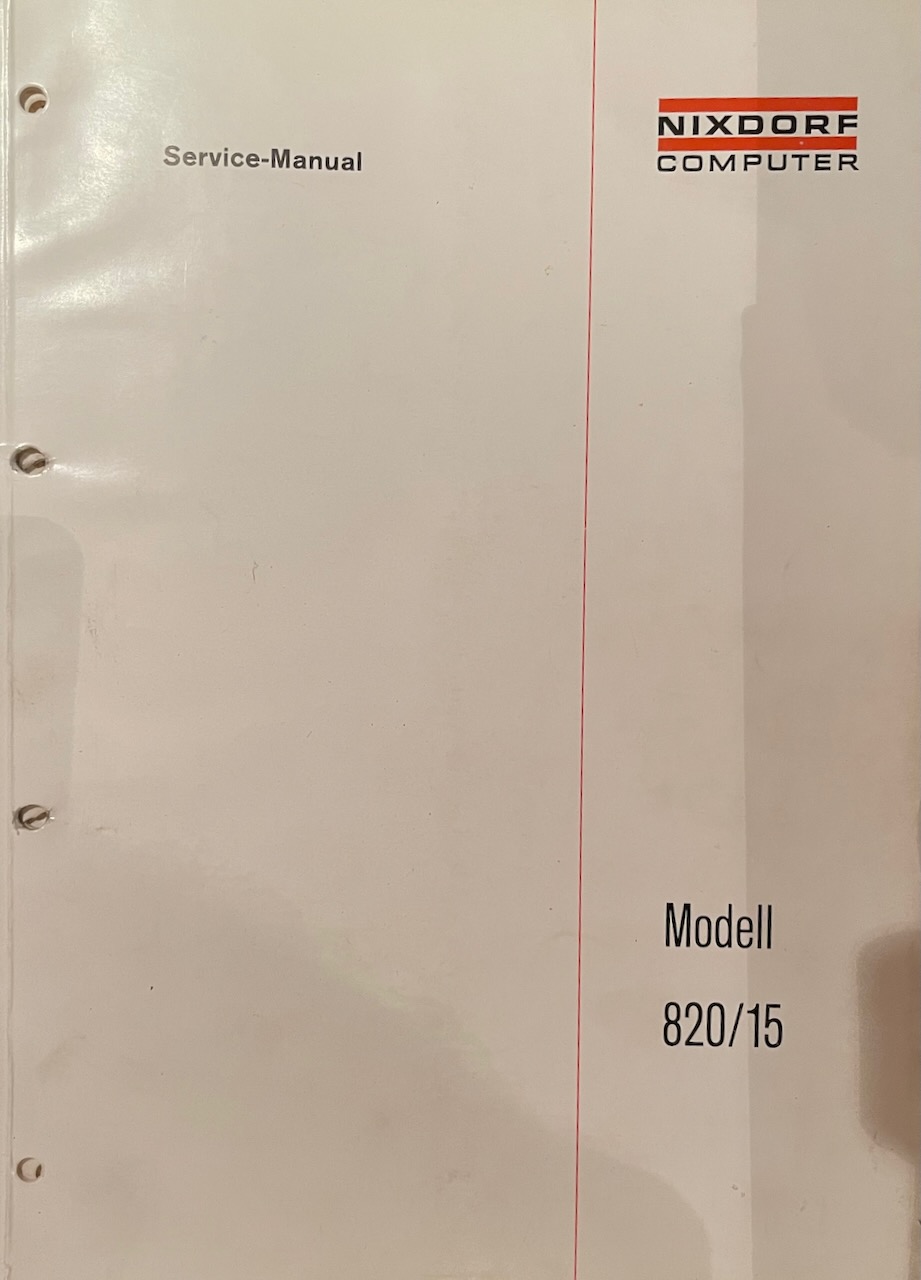 Service-Manual
NIXDORF
COMPUTER
Modell
820/15